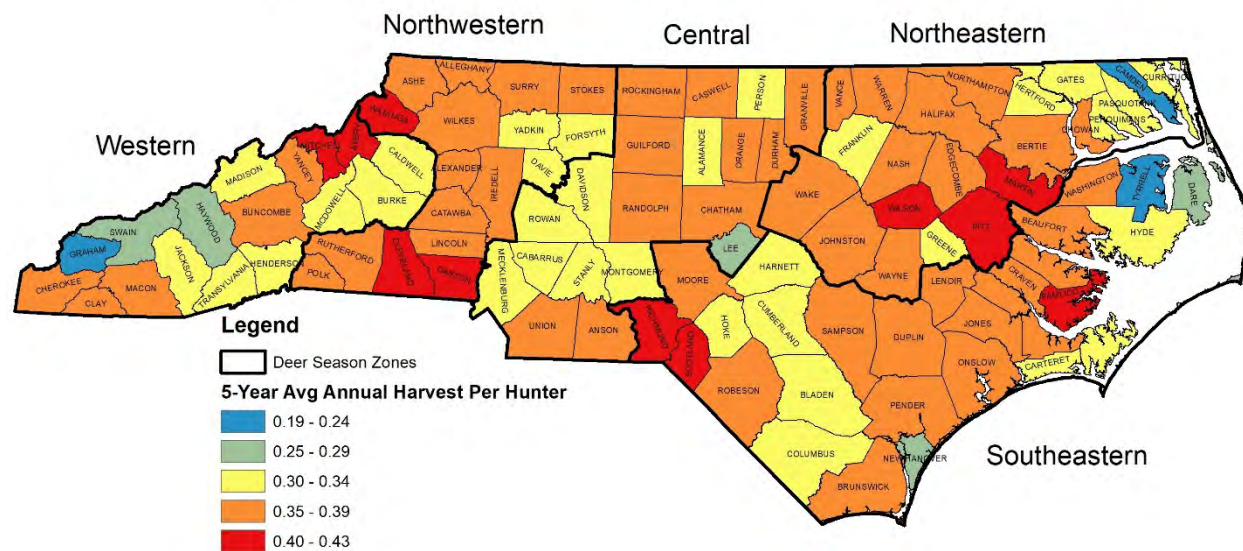 Northwestern
Central
Northeastern
Western
Southeastern
ALLEGHANY
ASHE
SURRY
STOKES
ROCKINGHAM
CASWELL
PERSON
GRANVILLE
VANCE
WARREN
NORTHAMPTON
HERTFORD
GATES
CAMDEN
CURRITUCK
PASQUOTANK
PERQUIMANS
CHOWAN
HALIFAX
BERTIE
WATAUGA
WILKES
YADKIN
FORSYTH
GUILFORD
ALAMANCE
ORANGE
DURHAM
FRANKLIN
NASH
EDGECOMBE
MARTIN
WASHINGTON
TYRRELL
DARE
MITCHELL
AVERY
CALDWELL
ALEXANDER
IREDELL
DAVIE
DAVIDSON
MADISON
YANCEY
MCDOWELL
BURKE
CATAWBA
ROWAN
RANDOLPH
CHATHAM
WAKE
WILSON
PITT
BEAUFORT
HYDE
SWAIN
HAYWOOD
BUNCOMBE
RUTHERFORD
LINCOLN
LEE
JOHNSTON
GREENE
GRAHAM
JACKSON
HENDERSON
POLK
CLEVELAND
GASTON
MECKLENBURG
CABARRUS
STANLY
MONTGOMERY
MOORE
HARNETT
WAYNE
LENOIR
CRAVEN
PAMLICO
CHEROKEE
MACON
CLAY
TRANSYLVANIA
UNION
ANSON
RICHMOND
SCOTLAND
HOKE
CUMBERLAND
SAMPSON
DUPLIN
JONES
ONSLOW
CARTERET
ROBESON
BLADEN
PENDER
COLUMBUS
BRUNSWICK
NEW HANOVER
Legend
Deer Season Zones
5-Year Avg Annual Harvest Per Hunter
0.19 - 0.24
0.25 - 0.29
0.30 - 0.34
0.35 - 0.39
0.40 - 0.43